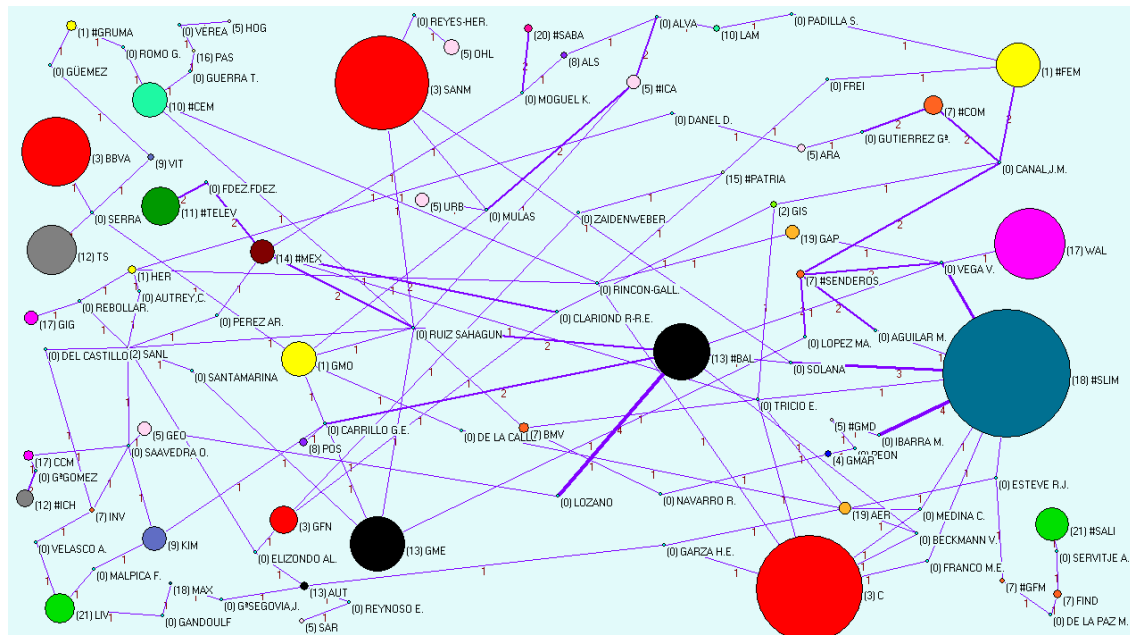 (0) REYES-HER.
(0) ALVA
(0) PADILLA S.
(1) #GRUMA
(0) VEREA
(5) HOG
(20) #SABA
(10) LAM
(0) ROMO G.
(5) OHL
(16) PAS
(8) ALS
(0) GÜEMEZ
(0) GUERRA T.
(3) SANM
(5) #ICA
(0) FREI
(1) #FEM
(10) #CEM
(0) MOGUEL K.
(7) #COM
(0) DANEL D.
(0) GUTIERREZ Gª.
(5) ARA
(3) BBVA
(9) VIT
(0) CANAL,J.M.
(15) #PATRIA
(0) FDEZ.FDEZ.
(5) URB
(11) #TELEV
(0) MULAS
(0) ZAIDENWEBER
(2) GIS
(0) SERRA
(19) GAP
(12) TS
(14) #MEX
(17) WAL
(1) HER
(0) VEGA V.
(7) #SENDEROS
(0) RINCON-GALL.
(0) AUTREY,C.
(0) REBOLLAR.
(17) GIG
(0) PEREZ AR.
(0) CLARIOND R-R.E.
(0) RUIZ SAHAGUN
(0) AGUILAR M.
(0) LOPEZ MA.
(0) DEL CASTILLO
(2) SANL
(1) GMO
(13) #BAL
(0) SOLANA
(0) SANTAMARINA
(18) #SLIM
(0) TRICIO E.
(0) CARRILLO G.E.
(0) DE LA CALL
(7) BMV
(5) #GMD
(5) GEO
(8) POS
(0) IBARRA M.
(0) SAAVEDRA O.
(4) GMAR
(17) CCM
(0) GªGOMEZ
(0) ESTEVE R.J.
(12) #ICH
(0) LOZANO
(0) NAVARRO R.
(7) INV
(19) AER
(0) MEDINA C.
(3) GFN
(21) #SALI
(9) KIM
(13) GME
(0) BECKMANN V.
(0) VELASCO A.
(0) ELIZONDO AL.
(0) GARZA H.E.
(0) SERVITJE A.
(0) MALPICA F.
(0) FRANCO M.E.
(18) MAX
(13) AUT
(3) C
(7) #GFM
(7) FIND
(0) GªSEGOVIA,J.
(21) LIV
(0) GANDOULF
(0) REYNOSO E.
(5) SAR
(0) DE LA PAZ M.